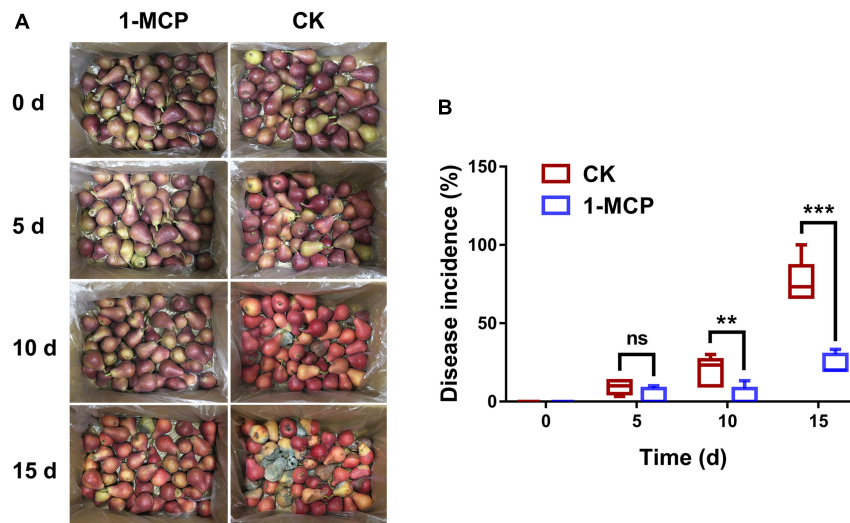 A
1-MCP
CK
0 d
5 d
10 d
15 d
B
Disease incidence (%)
150
100
50
0
CK
1-MCP
ns
**
***
0
5
10
15
Time (d)